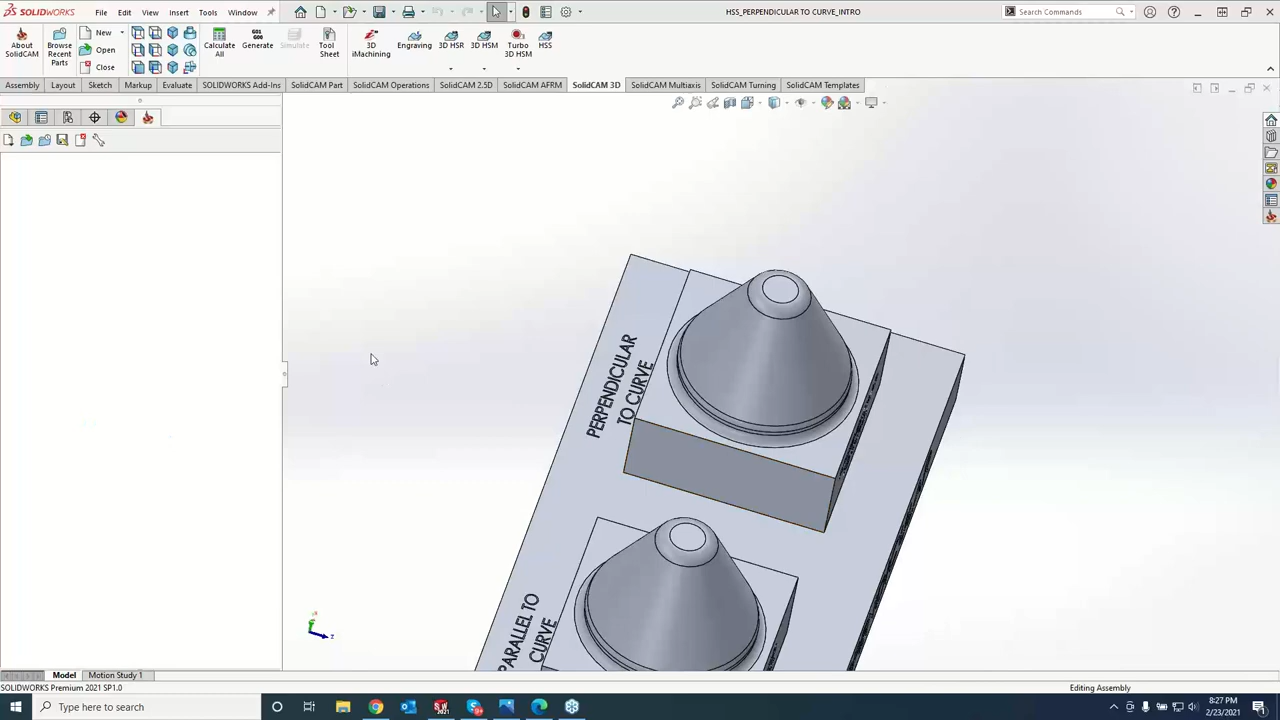 SOLIDWORKS File Edit View Insert Tools Window
HSS_PERPENDICULAR TO CURVE_INTRO
Search Commands
About SolidCAM
Browse Recent Parts
New
Open
Close
Calculate All
Generate
Simulate
Tool Sheet
3D iMachining
Engraving
3D HSR
3D HSM
Turbo 3D HSM
HSS
Assembly Layout Sketch Markup Evaluate SOLIDWORKS Add-Ins SolidCAM Part SolidCAM Operations SolidCAM 2.5D SolidCAM AFRM SolidCAM 3D SolidCAM Multiaxis SolidCAM Turning SolidCAM Templates
PERPENDICULAR
TO CURVE
PARALLEL TO
CURVE
z
Model Motion Study 1
SOLIDWORKS Premium 2021 SP1.0
Editing Assembly
Type here to search
8:27 PM
2/23/2021